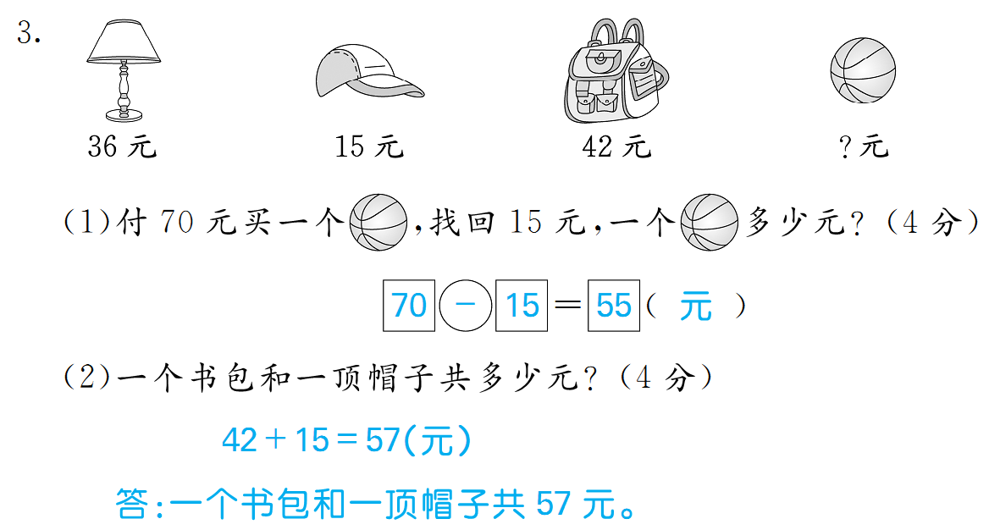 3.
36 元 15 元 42 元 ?元
(1)付 70 元买一个,找回 15 元,一个多少元?(4 分)
70－15＝55(元)
(2)一个书包和一顶帽子共多少元?(4 分)
42＋15＝57(元)
答:一个书包和一顶帽子共 57 元。